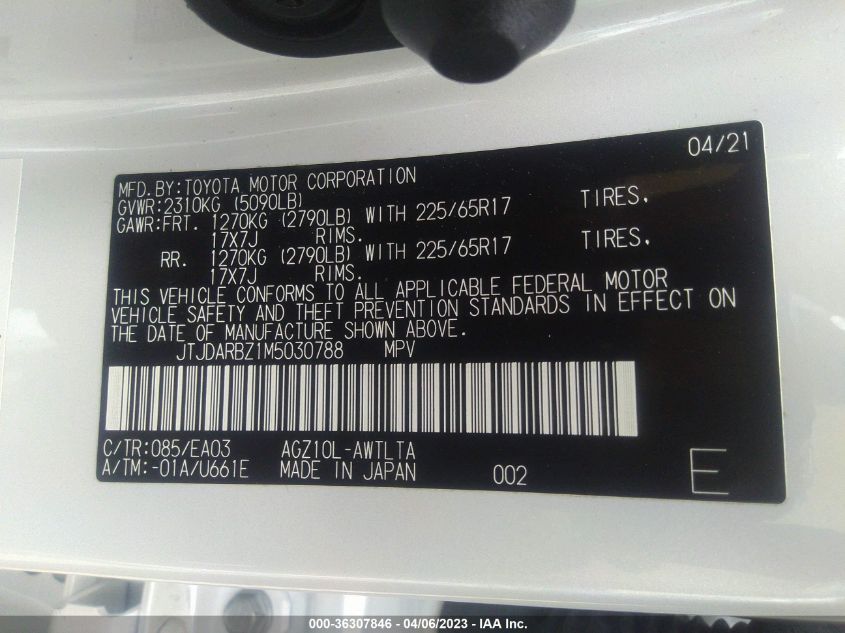 04/21
MFD.BY:TOYOTA MOTOR CORPORATION
GVWR:2310KG (5090LB)
GAWR:FRT. 1270KG (2790LB) WITH 225/65R17 TIRES.
17X7J RIMS.
RR. 1270KG (2790LB) WITH 225/65R17 TIRES.
17X7J RIMS.
THIS VEHICLE CONFORMS TO ALL APPLICABLE FEDERAL MOTOR
VEHICLE SAFETY AND THEFT PREVENTION STANDARDS IN EFFECT ON
THE DATE OF MANUFACTURE SHOWN ABOVE.
JTJDARBZ1M5030788 MPV
C/TR:085/EA03 AGZ10L-AWTLTA
A/TM:-01A/U661E MADE IN JAPAN 002 E
000-36307846 - 04/06/2023 - IAA Inc.